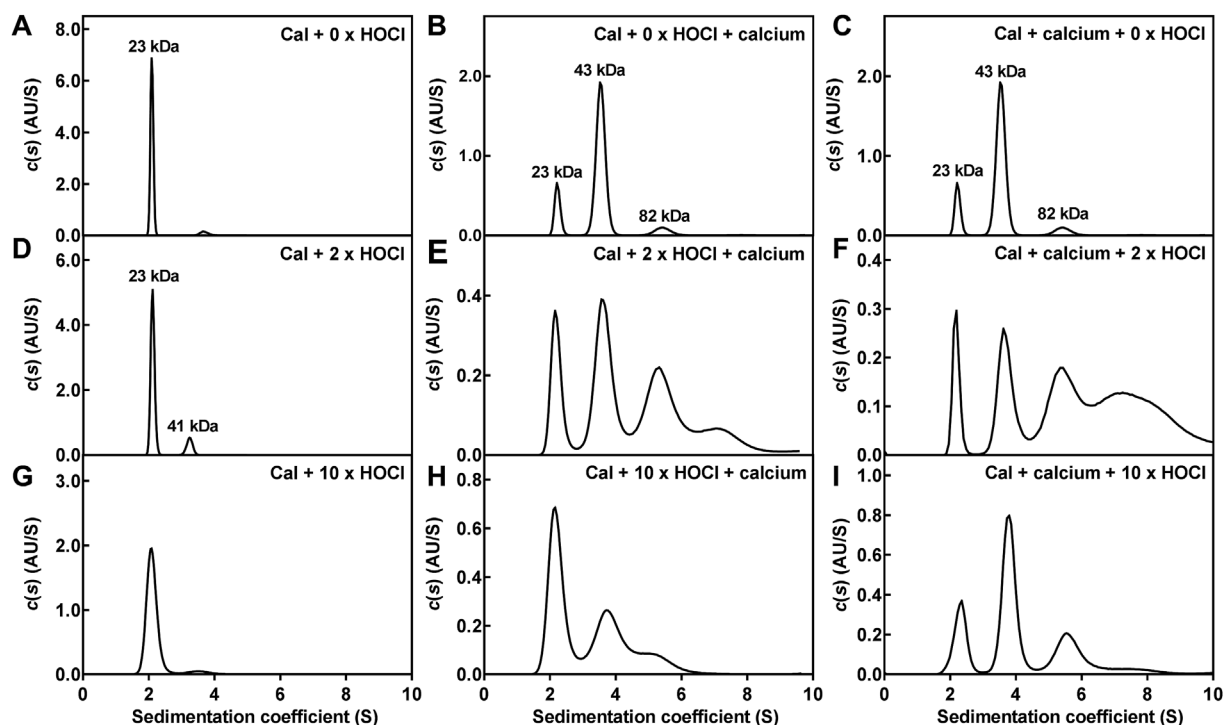 A
Cal + 0 x HOCl
23 kDa
c(s) (AU/S)
8.0
6.0
4.0
2.0
0.0
B
Cal + 0 x HOCl + calcium
43 kDa
23 kDa
82 kDa
c(s) (AU/S)
2.0
1.0
0.0
C
Cal + calcium + 0 x HOCl
43 kDa
23 kDa
82 kDa
c(s) (AU/S)
2.0
1.0
0.0
D
Cal + 2 x HOCl
23 kDa
41 kDa
c(s) (AU/S)
6.0
4.0
2.0
0.0
E
Cal + 2 x HOCl + calcium
c(s) (AU/S)
0.4
0.2
0.0
F
Cal + calcium + 2 x HOCl
c(s) (AU/S)
0.4
0.3
0.2
0.1
0.0
G
Cal + 10 x HOCl
c(s) (AU/S)
3.0
2.0
1.0
0.0
0 2 4 6 8 10
Sedimentation coefficient (S)
H
Cal + 10 x HOCl + calcium
c(s) (AU/S)
0.8
0.6
0.4
0.2
0.0
0 2 4 6 8 10
Sedimentation coefficient (S)
I
Cal + calcium + 10 x HOCl
c(s) (AU/S)
1.0
0.8
0.6
0.4
0.2
0.0
0 2 4 6 8 10
Sedimentation coefficient (S)